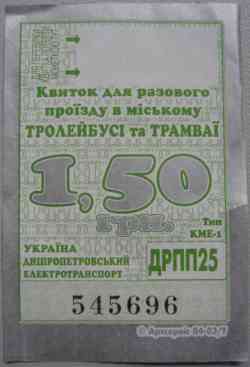 Квиток для разового
проїзду в міському
ТРОЛЕЙБУСІ та ТРАМВАЇ
1,50
грн.
Тип
КМЕ-1
УКРАЇНА
ДНІПРОПЕТРОВСЬКИЙ
ЕЛЕКТРОТРАНСПОРТ
ДРПП25
545696